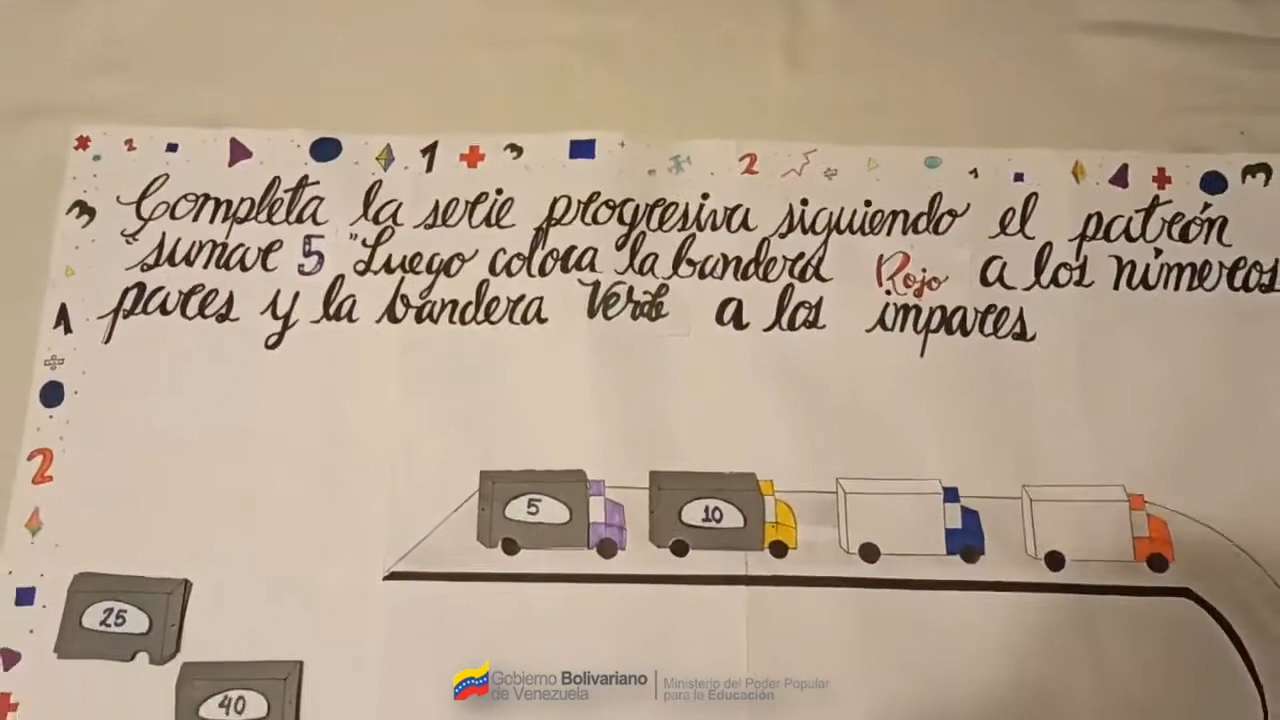 Completa la serie progresiva siguiendo el patrón
"sumar 5" Luego coloca la bandera Rojo a los números
pares y la bandera Verde a los impares
5
10
25
40
Gobierno Bolivariano
de Venezuela
Ministerio del Poder Popular
para la Educación